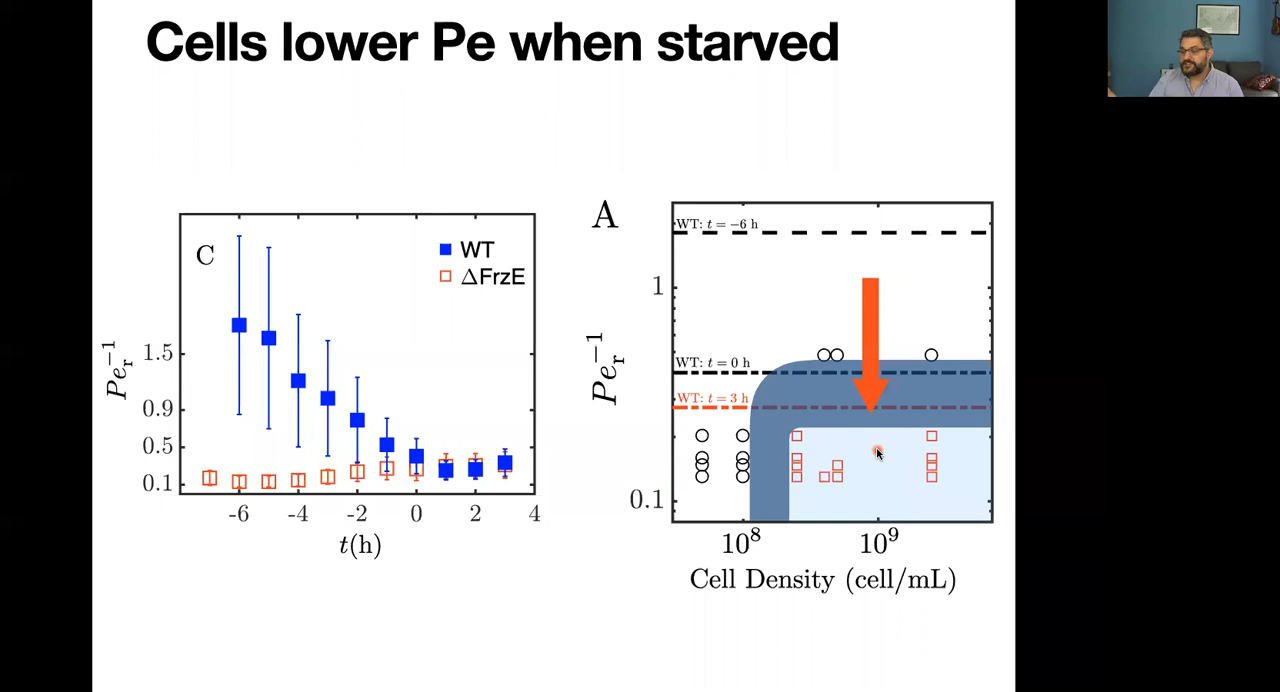 Cells lower Pe when starved
C
WT
ΔFrzE
Pe_r^{-1}
1.5
0.9
0.5
0.1
-6 -4 -2 0 2 4
t(h)
A
WT: t = −6 h
WT: t = 0 h
WT: t = 3 h
Pe_r^{-1}
1
0.1
10^8 10^9
Cell Density (cell/mL)